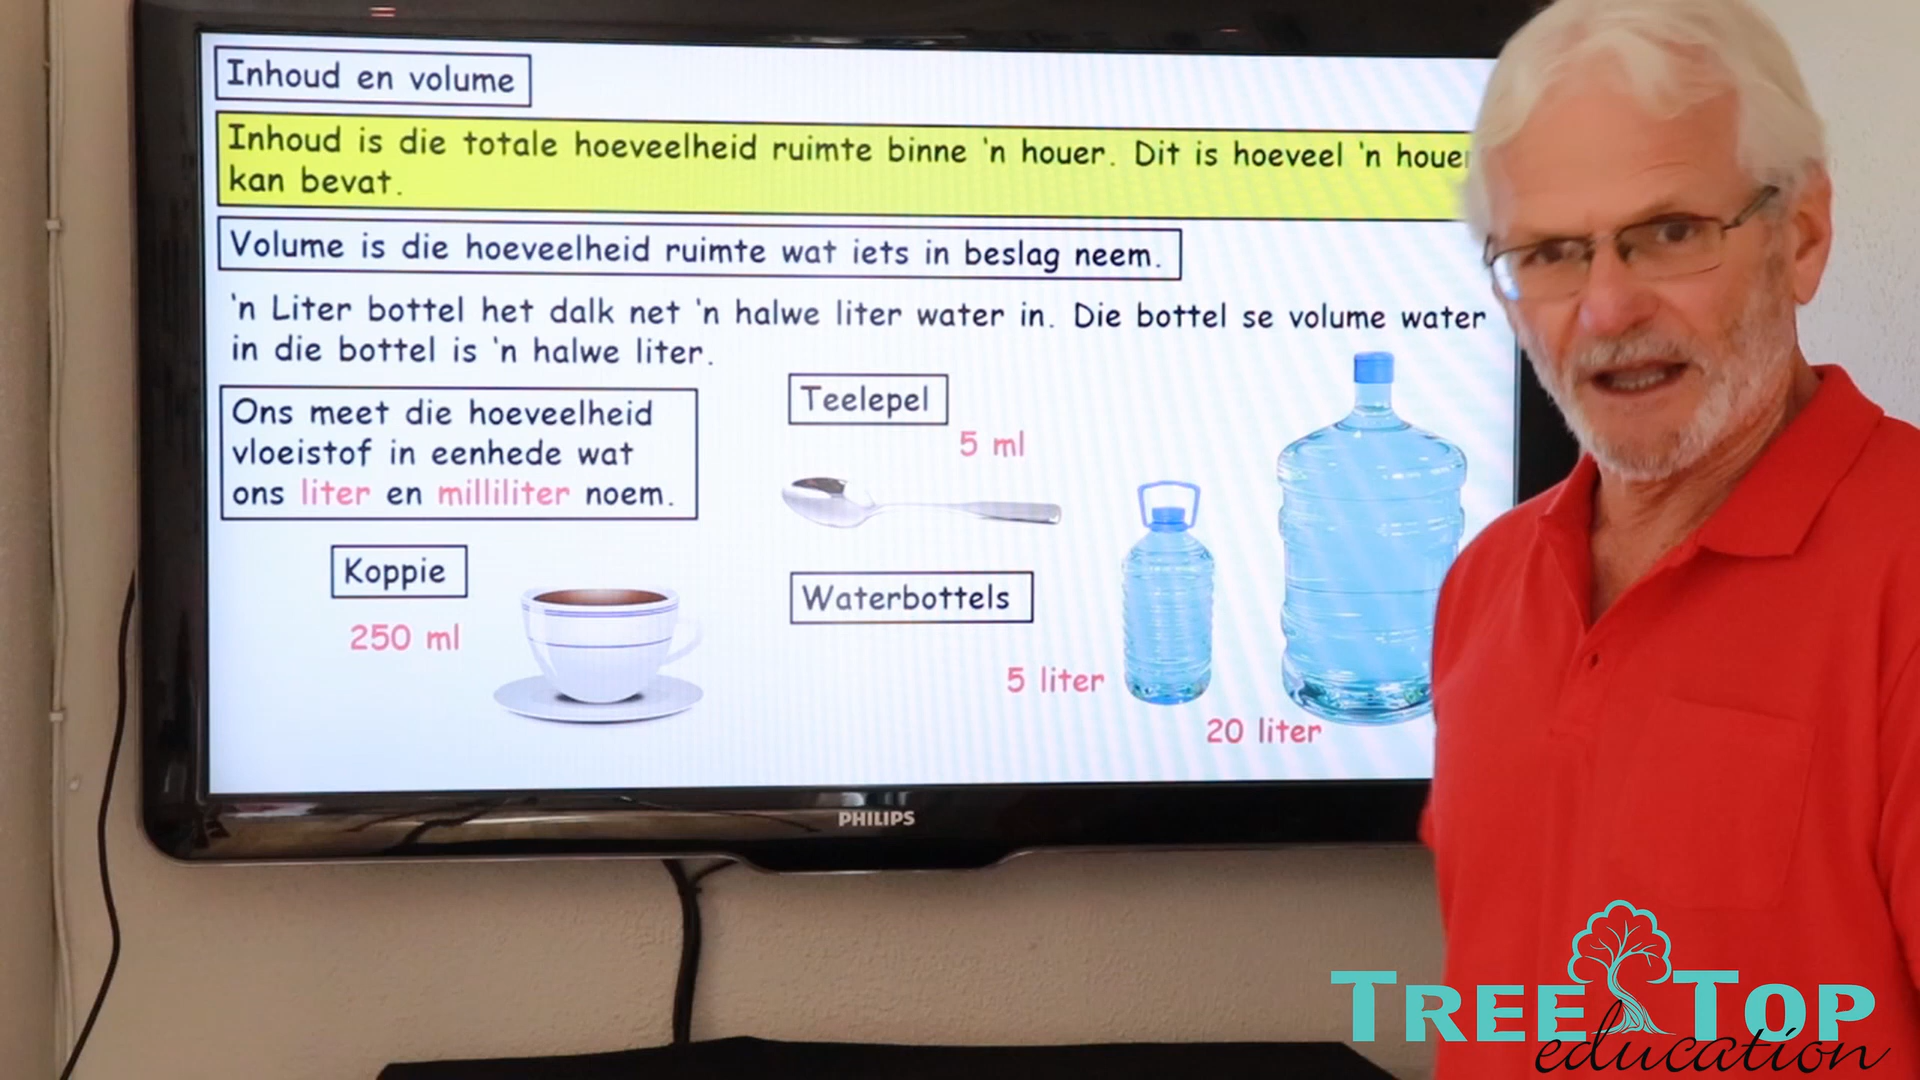 Inhoud en volume
Inhoud is die totale hoeveelheid ruimte binne 'n houer. Dit is hoeveel 'n houer
kan bevat.
Volume is die hoeveelheid ruimte wat iets in beslag neem.
'n Liter bottel het dalk net 'n halwe liter water in. Die bottel se volume water
in die bottel is 'n halwe liter.
Ons meet die hoeveelheid
vloeistof in eenhede wat
ons liter en milliliter noem.
Teelepel
5 ml
Koppie
250 ml
Waterbottels
5 liter
20 liter
PHILIPS
TREE TOP
education